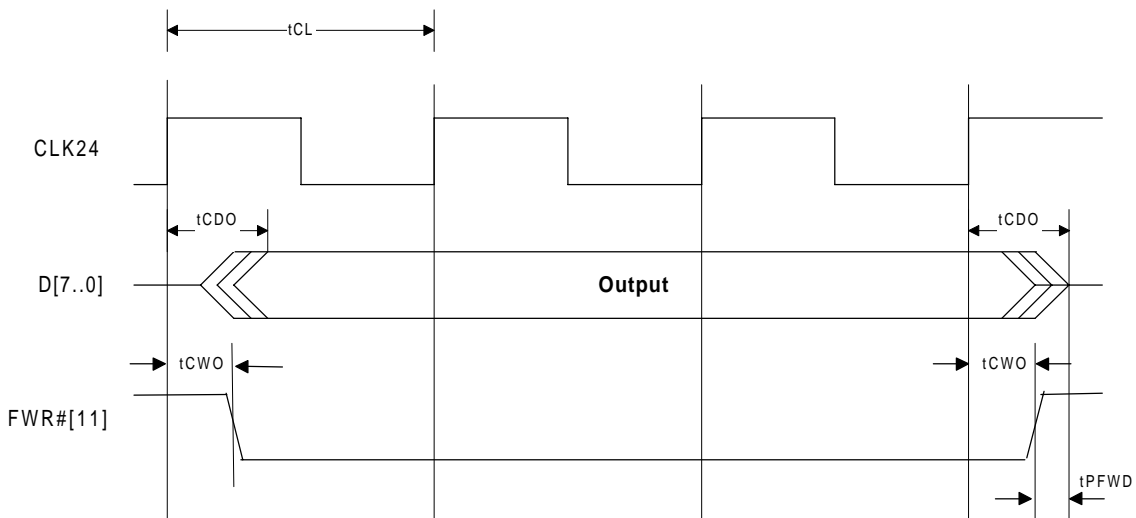 tCL
CLK24
tCDO
tCDO
D[7..0]
Output
tCWO
tCWO
FWR#[11]
tPFWD